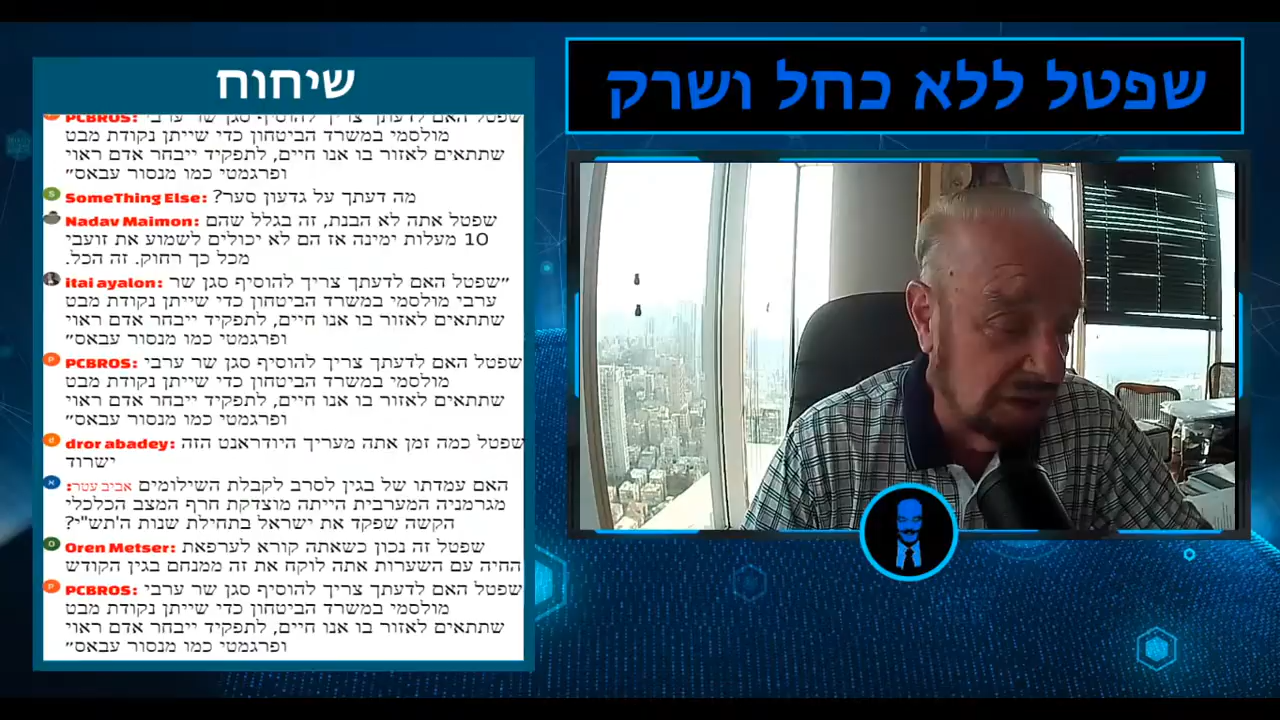 שיחוח
שפטל ללא כחל ושרק
PCBROS: שפטל האם לדעתך צריך להוסיף סגן שר ערבי
מולסמי במשרד הביטחון כדי שייתן נקודת מבט
שתתאים לאזור בו אנו חיים, לתפקיד ייבחר אדם ראוי
ופרגמטי כמו מנסור עבאס״
SomeThing Else: מה דעתך על גדעון סער?
Nadav Maimon: שפטל אתה לא הבנת, זה בגלל שהם
10 מעלות ימינה אז הם לא יכולים לשמוע את זועבי
מכל כך רחוק. זה הכל.
itai ayalon: ״שפטל האם לדעתך צריך להוסיף סגן שר
ערבי מולסמי במשרד הביטחון כדי שייתן נקודת מבט
שתתאים לאזור בו אנו חיים, לתפקיד ייבחר אדם ראוי
ופרגמטי כמו מנסור עבאס״
PCBROS: שפטל האם לדעתך צריך להוסיף סגן שר ערבי
מולסמי במשרד הביטחון כדי שייתן נקודת מבט
שתתאים לאזור בו אנו חיים, לתפקיד ייבחר אדם ראוי
ופרגמטי כמו מנסור עבאס״
dror abadey: שפטל כמה זמן אתה מעריך היודראנט הזה
ישרוד
אביב עטר: האם עמדתו של בגין לסרב לקבלת השילומים
מגרמניה המערבית הייתה מוצדקת חרף המצב הכלכלי
הקשה שפקד את ישראל בתחילת שנות ה'תש"י?
Oren Metser: שפטל זה נכון כשאתה קורא לערפאת
החיה עם השערות אתה לוקח את זה ממנחם בגין הקודש
PCBROS: שפטל האם לדעתך צריך להוסיף סגן שר ערבי
מולסמי במשרד הביטחון כדי שייתן נקודת מבט
שתתאים לאזור בו אנו חיים, לתפקיד ייבחר אדם ראוי
ופרגמטי כמו מנסור עבאס״